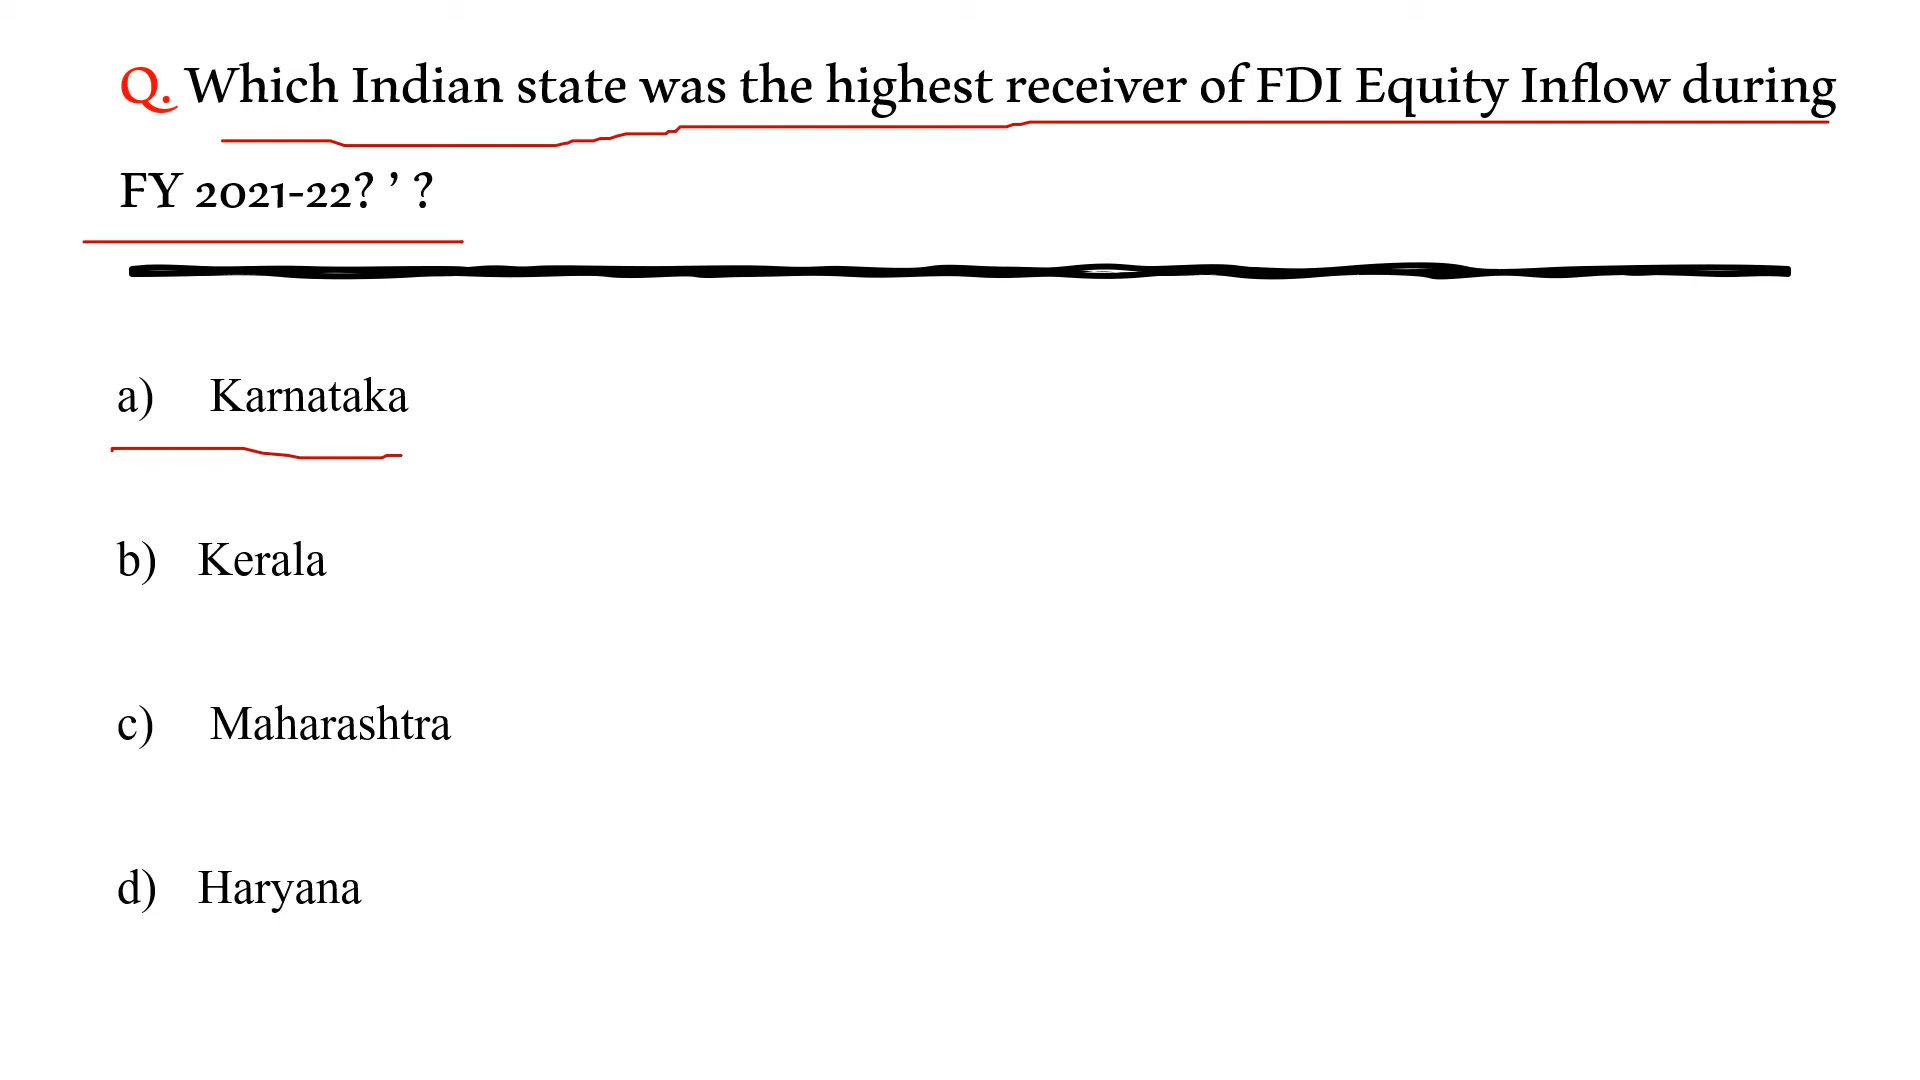 Q. Which Indian state was the highest receiver of FDI Equity Inflow during
FY 2021-22? ’ ?
a) Karnataka
b) Kerala
c) Maharashtra
d) Haryana